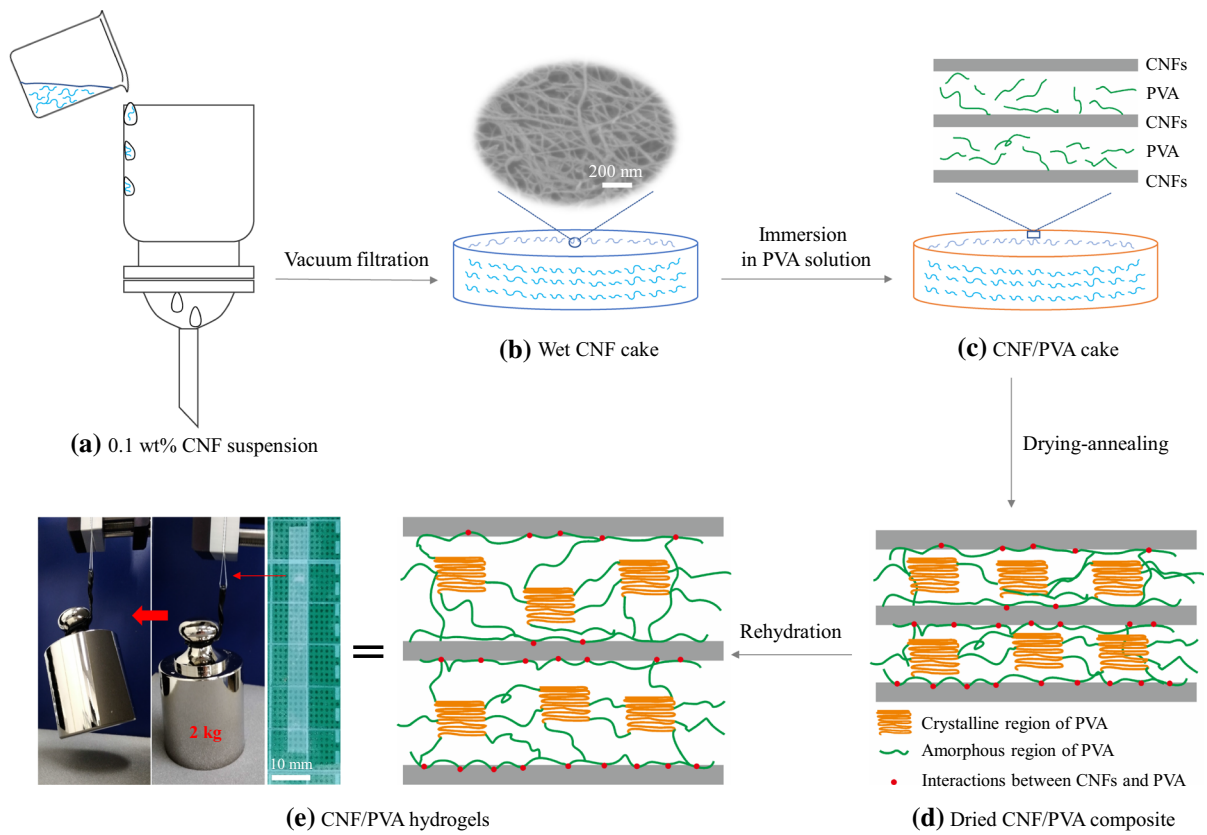 CNFs
PVA
CNFs
PVA
CNFs
200 nm
Vacuum filtration
Immersion
in PVA solution
(b) Wet CNF cake
(c) CNF/PVA cake
(a) 0.1 wt% CNF suspension
Drying-annealing
Rehydration
2 kg
10 mm
=
Crystalline region of PVA
Amorphous region of PVA
Interactions between CNFs and PVA
(e) CNF/PVA hydrogels
(d) Dried CNF/PVA composite